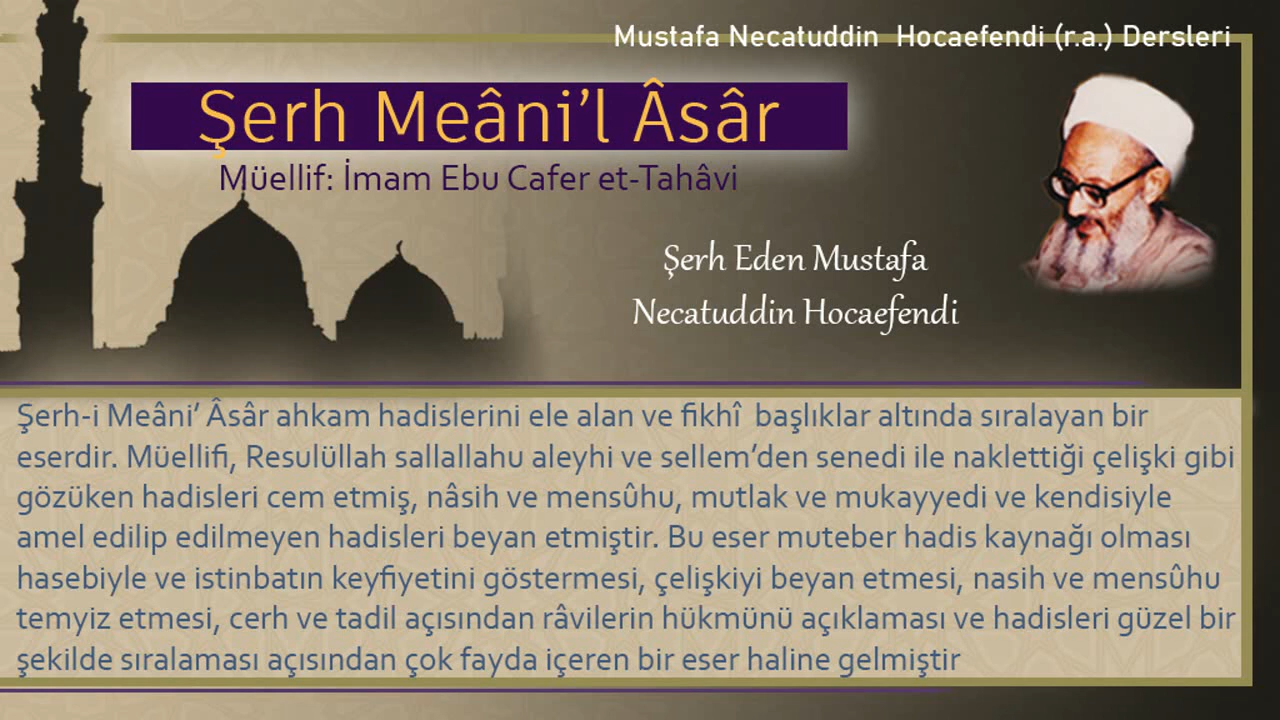 Mustafa Necatuddin Hocaefendi (r.a.) Dersleri
Şerh Meâni’l Âsâr
Müellif: İmam Ebu Cafer et-Tahâvi
Şerh Eden Mustafa
Necatuddin Hocaefendi
Şerh-i Meâni’ Âsâr ahkam hadislerini ele alan ve fikhî başlıklar altında sıralayan bir
eserdir. Müellifi, Resulüllah sallallahu aleyhi ve sellem’den senedi ile naklettiği çelişki gibi
gözüken hadisleri cem etmiş, nâsih ve mensûhu, mutlak ve mukayyedi ve kendisiyle
amel edilip edilmeyen hadisleri beyan etmiştir. Bu eser muteber hadis kaynağı olması
hasebiyle ve istinbatın keyfiyetini göstermesi, çelişkiyi beyan etmesi, nasih ve mensûhu
temyiz etmesi, cerh ve tadil açısından râvilerin hükmünü açıklaması ve hadisleri güzel bir
şekilde sıralaması açısından çok fayda içeren bir eser haline gelmiştir